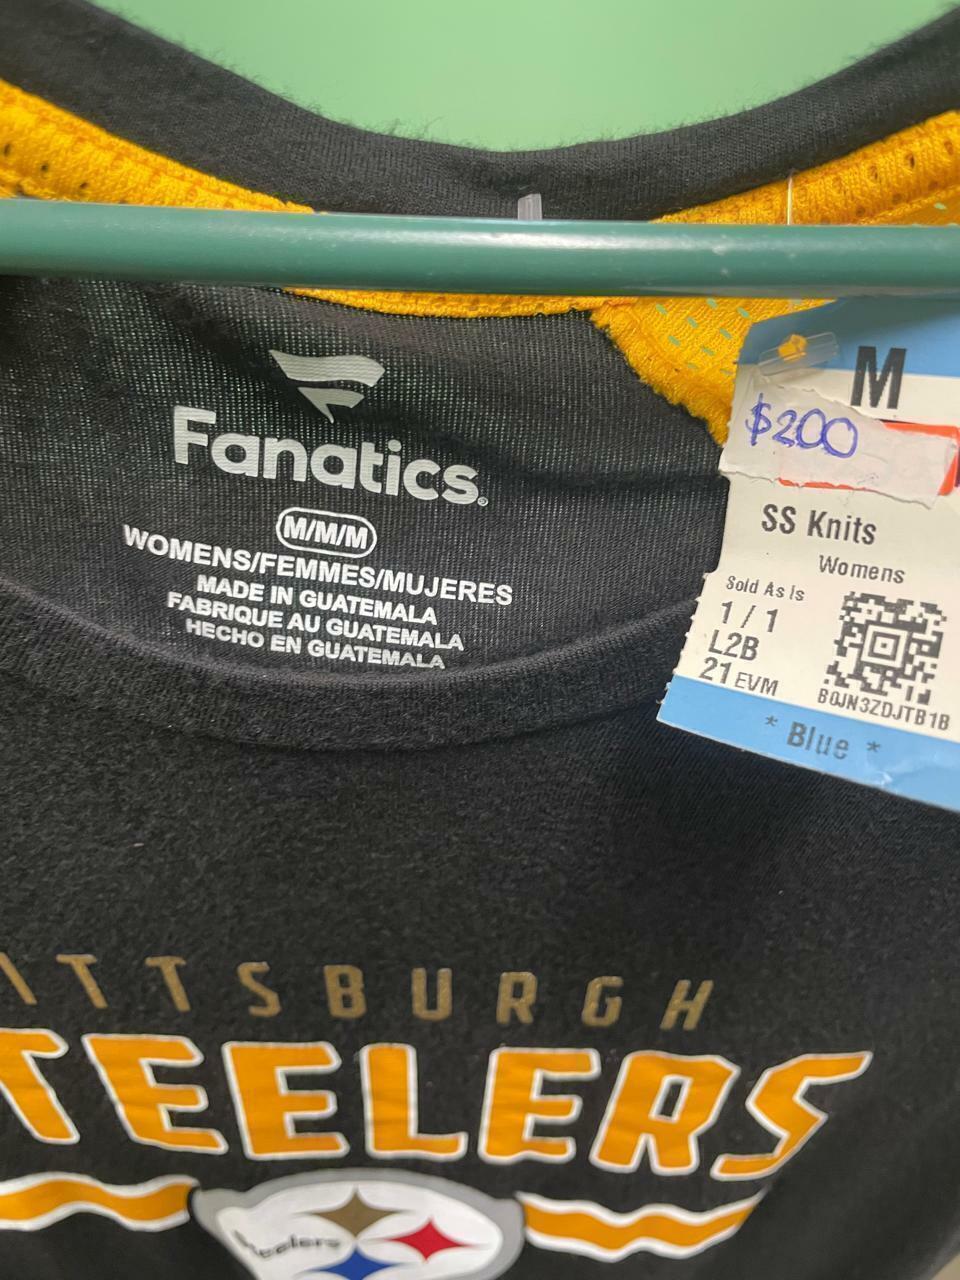 Fanatics®
M/M/M
WOMENS/FEMMES/MUJERES
MADE IN GUATEMALA
FABRIQUE AU GUATEMALA
HECHO EN GUATEMALA
M
$200
SS Knits
Womens
Sold As Is
1 / 1
L2B
21 EVM
B0JN3ZDJTB1B
* Blue *
ITTSBURGH
TEELERS
Steelers